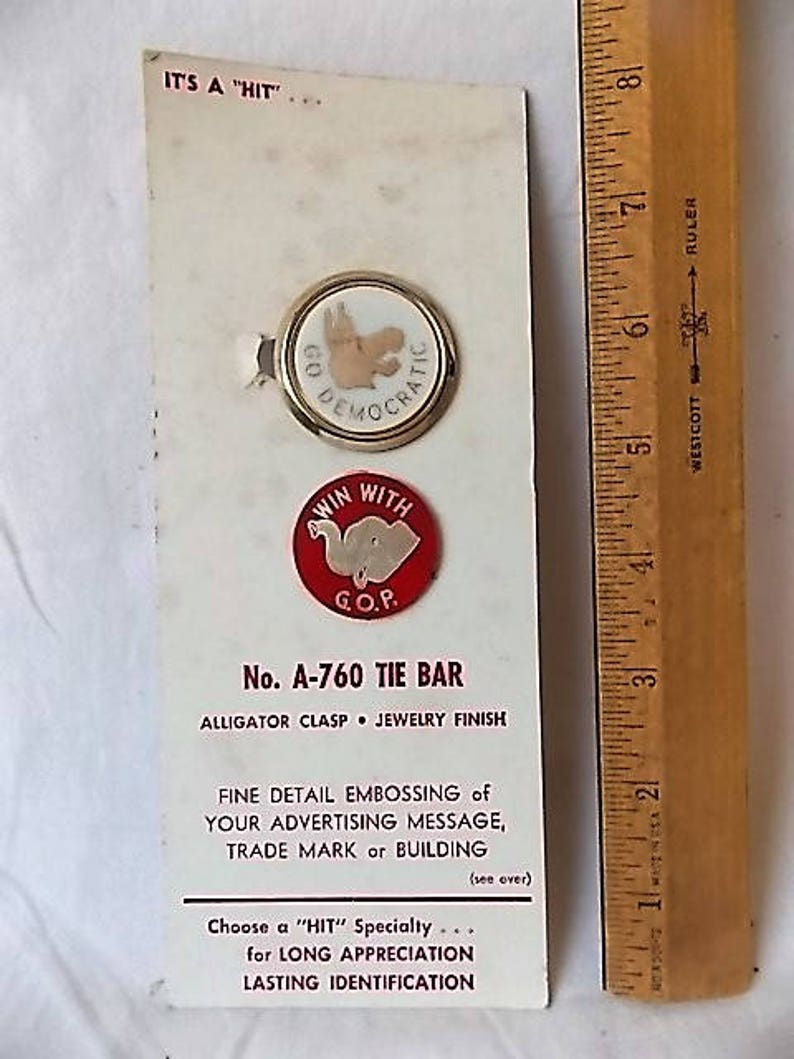 IT'S A "HIT" . . .
GO DEMOCRATIC
WIN WITH
G.O.P.
No. A-760 TIE BAR
ALLIGATOR CLASP • JEWELRY FINISH
FINE DETAIL EMBOSSING of
YOUR ADVERTISING MESSAGE,
TRADE MARK or BUILDING
(see over)
Choose a "HIT" Specialty . . .
for LONG APPRECIATION
LASTING IDENTIFICATION
8
7
6
5
4
3
2
1
WESTCOTT RULER
MADE IN U.S.A.